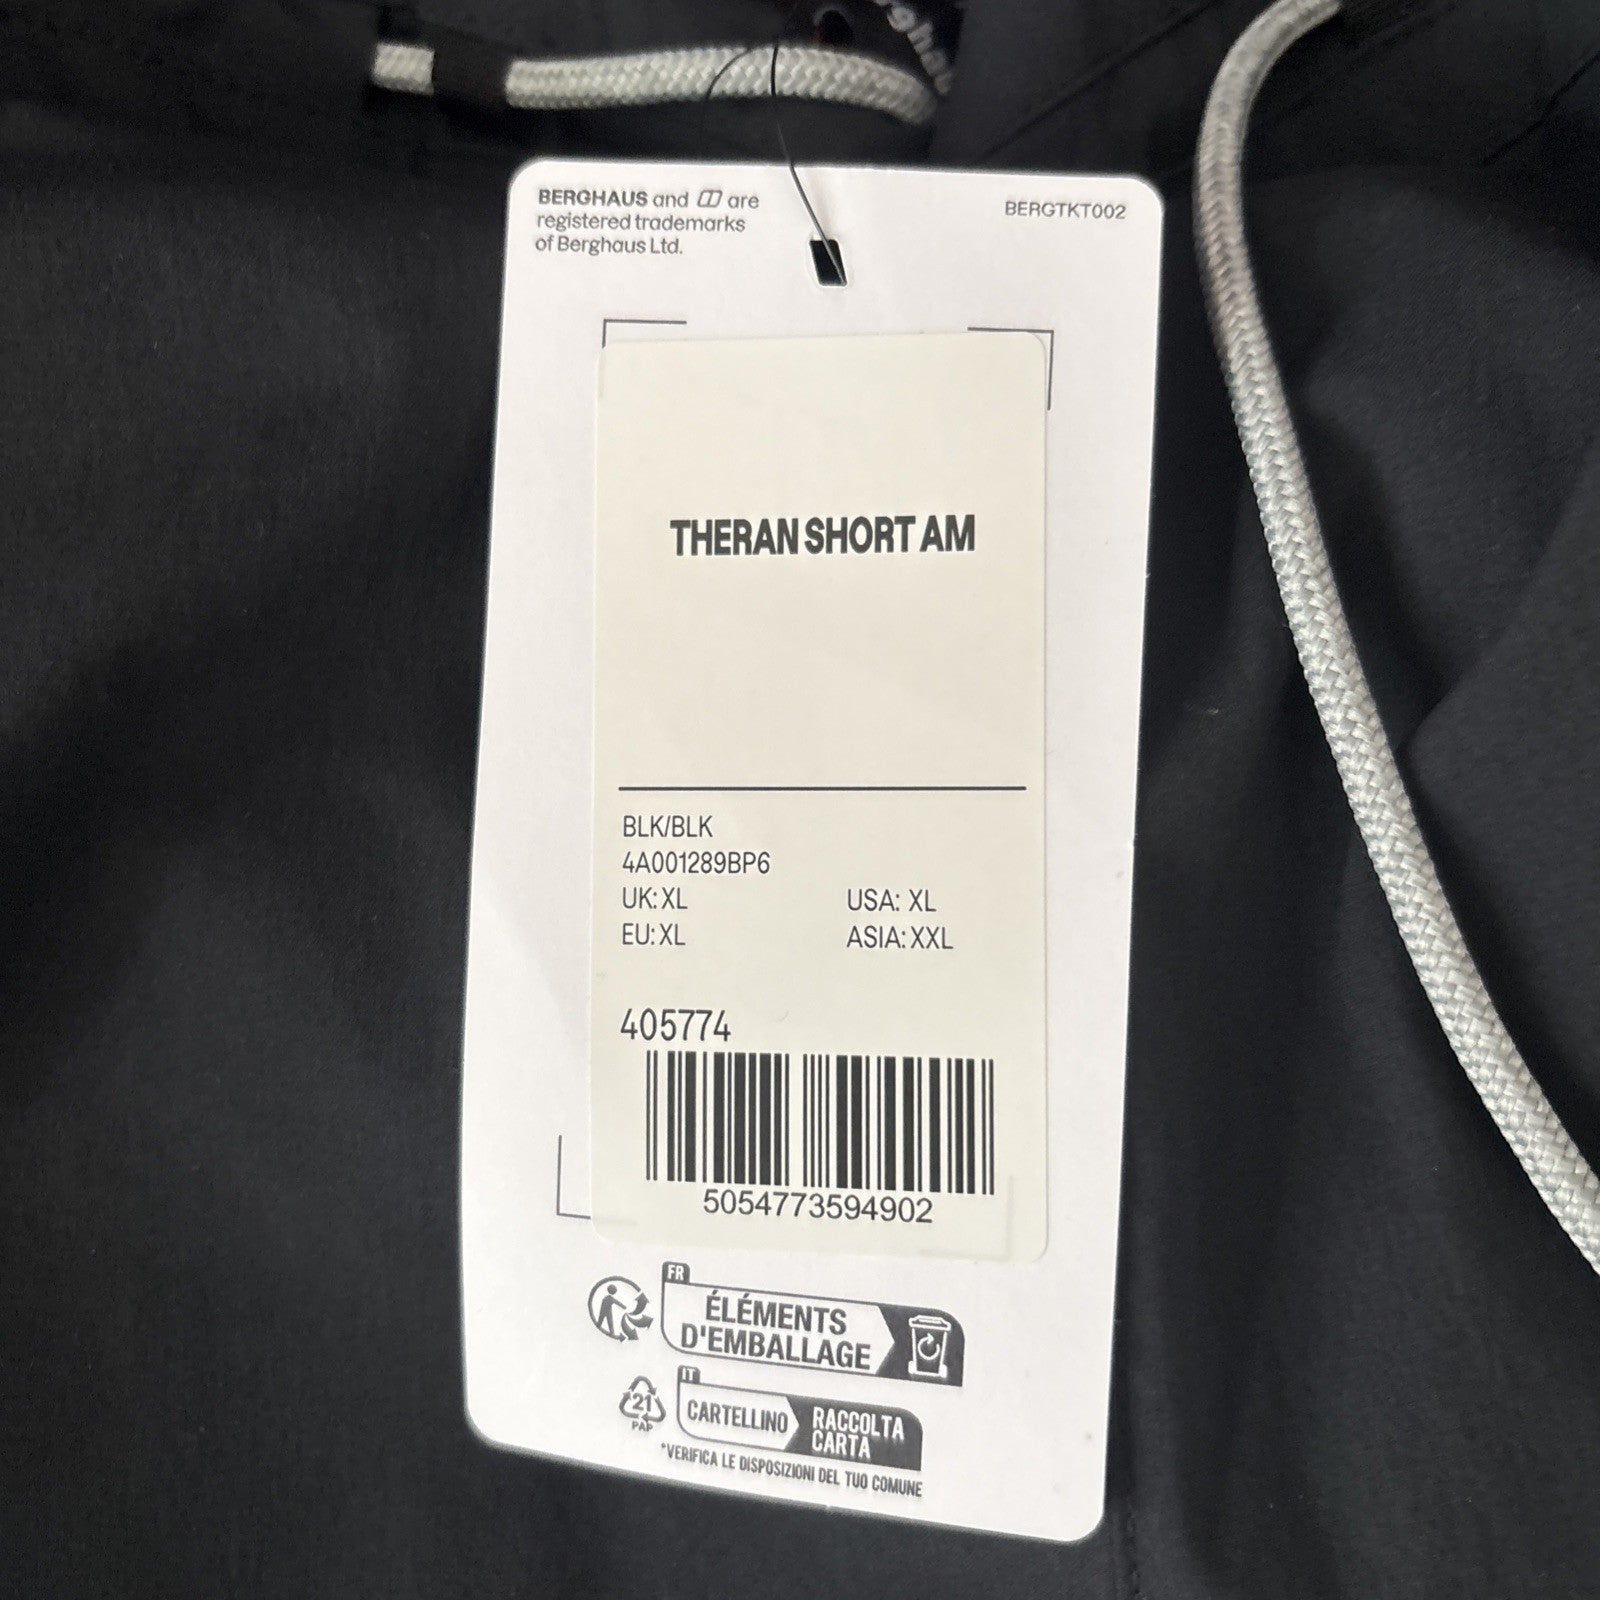 Berghaus
BERGHAUS and are
registered trademarks
of Berghaus Ltd.
BERGTKT002
THERAN SHORT AM
BLK/BLK
4A001289BP6
UK: XL
USA: XL
EU: XL
ASIA: XXL
405774
5054773594902
FR
ÉLÉMENTS
D'EMBALLAGE
IT
21
PAP
CARTELLINO
RACCOLTA
CARTA
*VERIFICA LE DISPOSIZIONI DEL TUO COMUNE